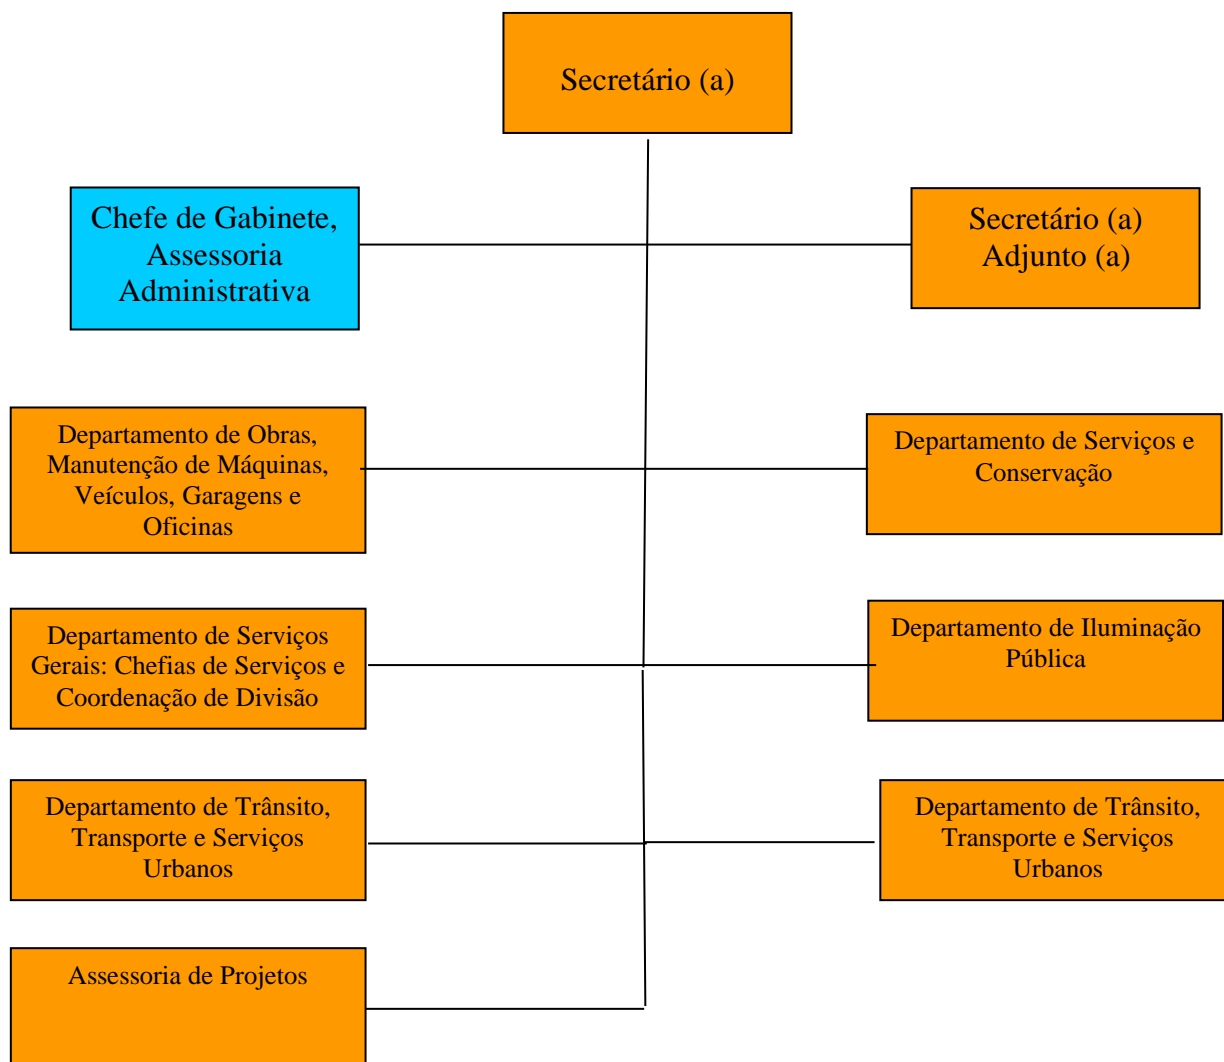 Secretário (a)
Chefe de Gabinete,
Assessoria
Administrativa
Secretário (a)
Adjunto (a)
Departamento de Obras,
Manutenção de Máquinas,
Veículos, Garagens e
Oficinas
Departamento de Serviços e
Conservação
Departamento de Serviços
Gerais: Chefias de Serviços e
Coordenação de Divisão
Departamento de Iluminação
Pública
Departamento de Trânsito,
Transporte e Serviços
Urbanos
Departamento de Trânsito,
Transporte e Serviços
Urbanos
Assessoria de Projetos